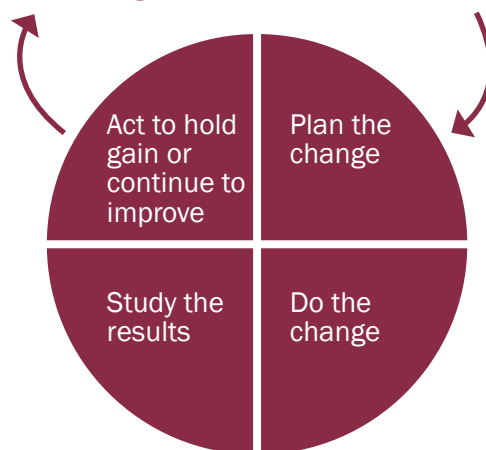 Act to hold
gain or
continue to
improve
Plan the
change
Study the
results
Do the
change